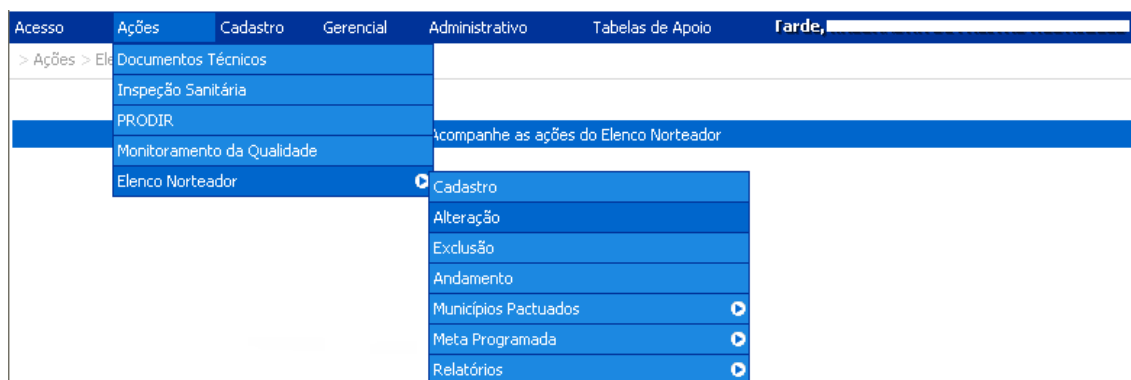 Acesso Ações Cadastro Gerencial Administrativo Tabelas de Apoio Tarde,
> Ações > Ele
Documentos Técnicos
Inspeção Sanitária
PRODIR
Acompanhe as ações do Elenco Norteador
Monitoramento da Qualidade
Elenco Norteador
Cadastro
Alteração
Exclusão
Andamento
Municípios Pactuados
Meta Programada
Relatórios